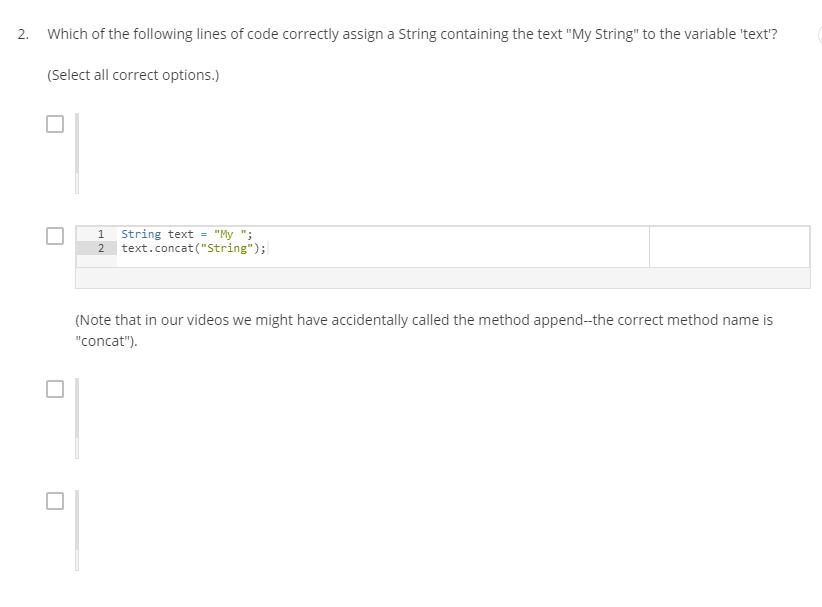 2. Which of the following lines of code correctly assign a String containing the text "My String" to the variable 'text'?
(Select all correct options.)
1 String text = "My ";
2 text.concat("String");
(Note that in our videos we might have accidentally called the method append--the correct method name is
"concat").